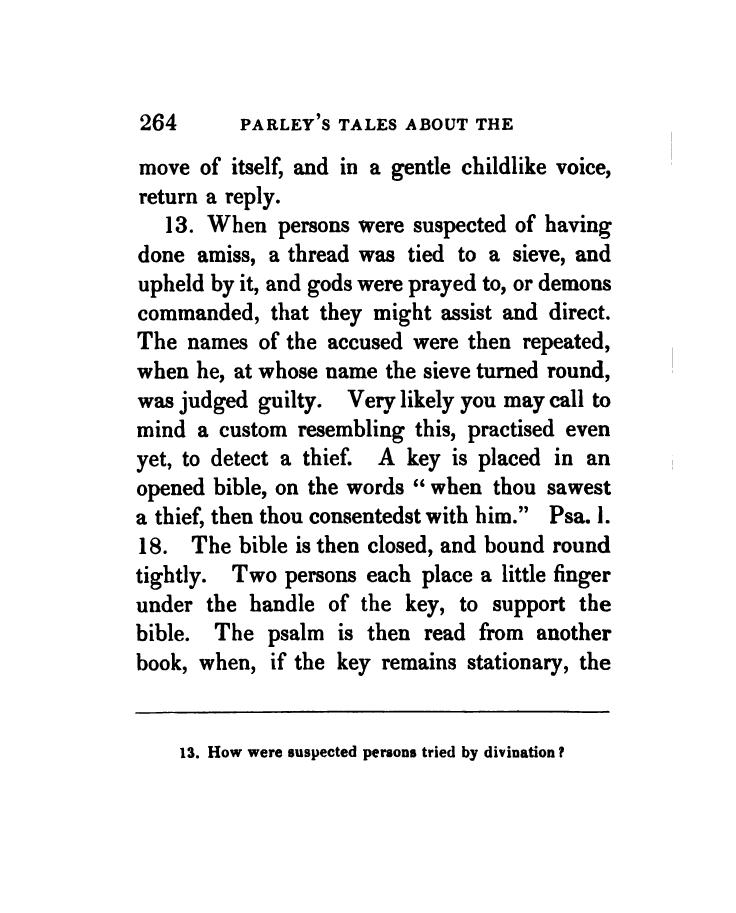 264 PARLEY'S TALES ABOUT THE
move of itself, and in a gentle childlike voice,
return a reply.
13. When persons were suspected of having
done amiss, a thread was tied to a sieve, and
upheld by it, and gods were prayed to, or demons
commanded, that they might assist and direct.
The names of the accused were then repeated,
when he, at whose name the sieve turned round,
was judged guilty. Very likely you may call to
mind a custom resembling this, practised even
yet, to detect a thief. A key is placed in an
opened bible, on the words “ when thou sawest
a thief, then thou consentedst with him.” Psa. l.
18. The bible is then closed, and bound round
tightly. Two persons each place a little finger
under the handle of the key, to support the
bible. The psalm is then read from another
book, when, if the key remains stationary, the
13. How were suspected persons tried by divination?